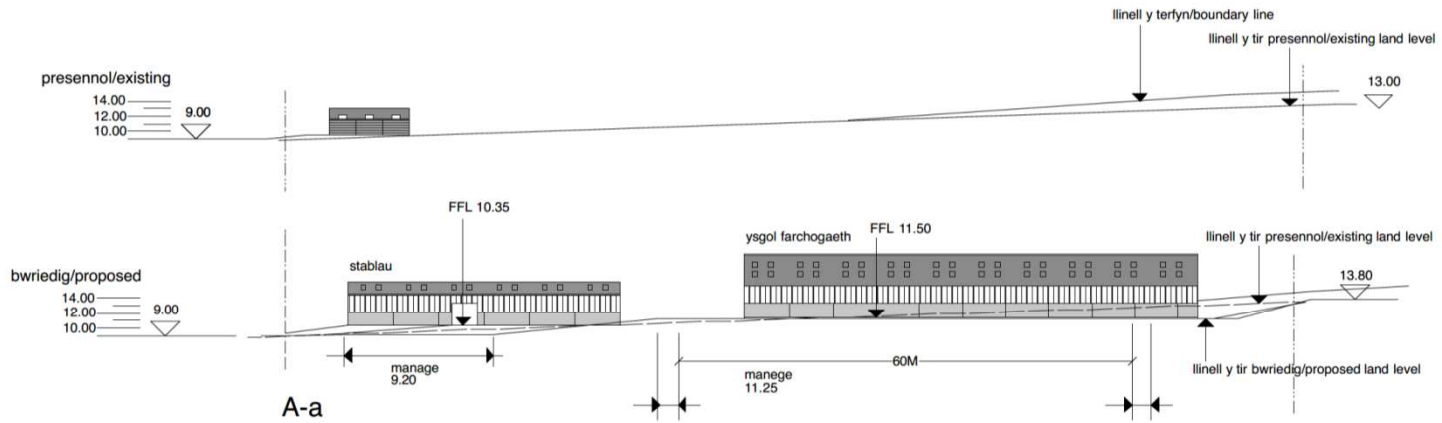 llinell y terfyn/boundary line
llinell y tir presennol/existing land level
presennol/existing
14.00
12.00
10.00
9.00
13.00
FFL 10.35
ysgol farchogaeth
FFL 11.50
llinell y tir presennol/existing land level
bwriedig/proposed
stablau
14.00
12.00
10.00
9.00
13.80
manage
9.20
60M
manege
11.25
llinell y tir bwriedig/proposed land level
A-a